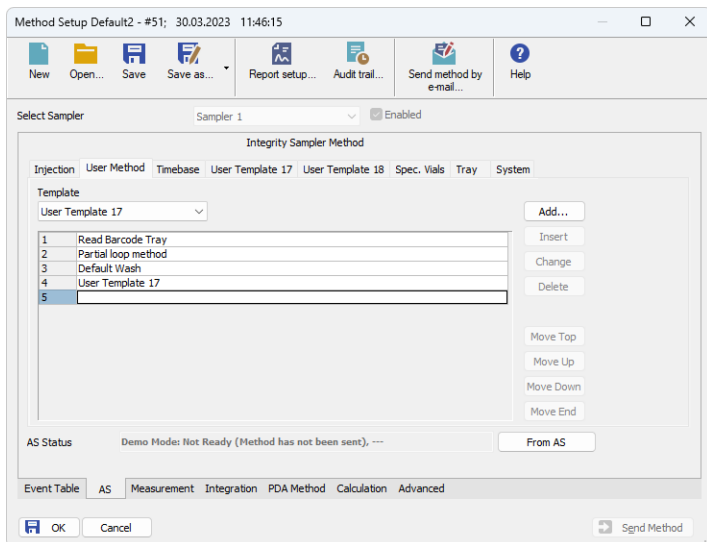 Method Setup Default2 - #51; 30.03.2023 11:46:15
New Open... Save Save as... Report setup... Audit trail... Send method by e-mail... Help
Select Sampler Sampler 1 Enabled
Integrity Sampler Method
Injection User Method Timebase User Template 17 User Template 18 Spec. Vials Tray System
Template
User Template 17 Add...
1 Read Barcode Tray Insert
2 Partial loop method
3 Default Wash Change
4 User Template 17
5 Delete
Move Top
Move Up
Move Down
Move End
AS Status Demo Mode: Not Ready (Method has not been sent), --- From AS
Event Table AS Measurement Integration PDA Method Calculation Advanced
OK Cancel Send Method